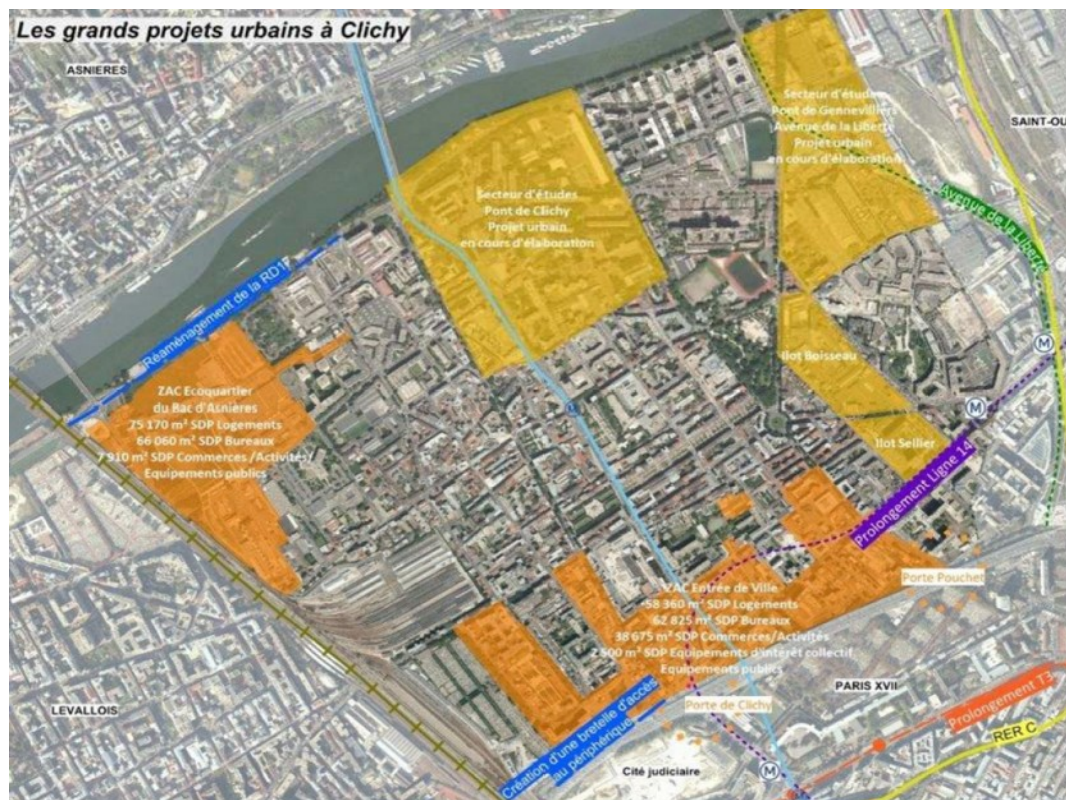 Les grands projets urbains à Clichy
ASNIERES
SAINT-OU
Secteur d'études
Pont de Gennevilliers
Avenue de la Liberté
Projet urbain
en cours d'élaboration
Secteur d'études
Pont de Clichy
Projet urbain
en cours d'élaboration
Avenue de la Liberté
Réaménagement de la RD1
M
Ilot Boisseau
ZAC Ecoquartier
du Bac d'Asnières
75 170 m² SDP Logements
66 060 m² SDP Bureaux
7 910 m² SDP Commerces/Activités/
Equipements publics
M
Ilot Sellier
Prolongement Ligne 14
Porte Pouchet
ZAC Entrée de Ville
58 360 m² SDP Logements
62 825 m² SDP Bureaux
38 675 m² SDP Commerces/Activités
2 600 m² SDP Equipements d'intérêt collectif
Equipements publics
PARIS XVII
LEVALLOIS
Porte de Clichy
Prolongement T3
RER C
Création d'une bretelle d'accès
au périphérique
Cité judiciaire
M